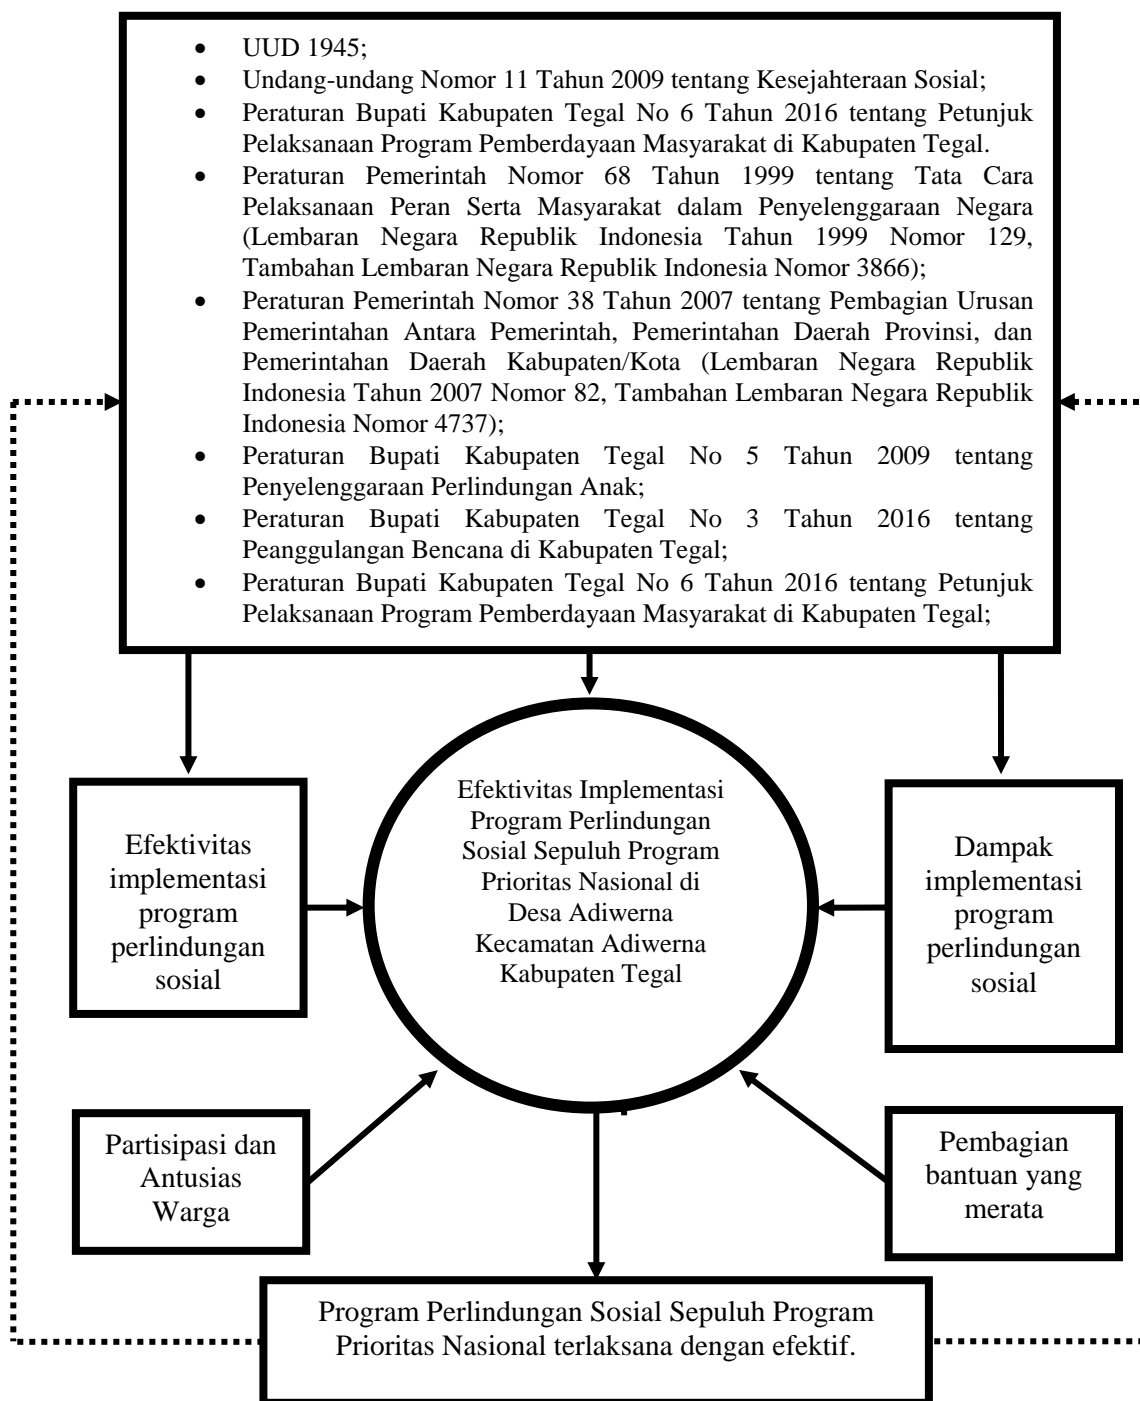 • UUD 1945;
• Undang-undang Nomor 11 Tahun 2009 tentang Kesejahteraan Sosial;
• Peraturan Bupati Kabupaten Tegal No 6 Tahun 2016 tentang Petunjuk
Pelaksanaan Program Pemberdayaan Masyarakat di Kabupaten Tegal.
• Peraturan Pemerintah Nomor 68 Tahun 1999 tentang Tata Cara
Pelaksanaan Peran Serta Masyarakat dalam Penyelenggaraan Negara
(Lembaran Negara Republik Indonesia Tahun 1999 Nomor 129,
Tambahan Lembaran Negara Republik Indonesia Nomor 3866);
• Peraturan Pemerintah Nomor 38 Tahun 2007 tentang Pembagian Urusan
Pemerintahan Antara Pemerintah, Pemerintahan Daerah Provinsi, dan
Pemerintahan Daerah Kabupaten/Kota (Lembaran Negara Republik
Indonesia Tahun 2007 Nomor 82, Tambahan Lembaran Negara Republik
Indonesia Nomor 4737);
• Peraturan Bupati Kabupaten Tegal No 5 Tahun 2009 tentang
Penyelenggaraan Perlindungan Anak;
• Peraturan Bupati Kabupaten Tegal No 3 Tahun 2016 tentang
Peanggulangan Bencana di Kabupaten Tegal;
• Peraturan Bupati Kabupaten Tegal No 6 Tahun 2016 tentang Petunjuk
Pelaksanaan Program Pemberdayaan Masyarakat di Kabupaten Tegal;
Efektivitas
implementasi
program
perlindungan
sosial
Efektivitas Implementasi
Program Perlindungan
Sosial Sepuluh Program
Prioritas Nasional di
Desa Adiwerna
Kecamatan Adiwerna
Kabupaten Tegal
Dampak
implementasi
program
perlindungan
sosial
Partisipasi dan
Antusias
Warga
Pembagian
bantuan yang
merata
Program Perlindungan Sosial Sepuluh Program
Prioritas Nasional terlaksana dengan efektif.